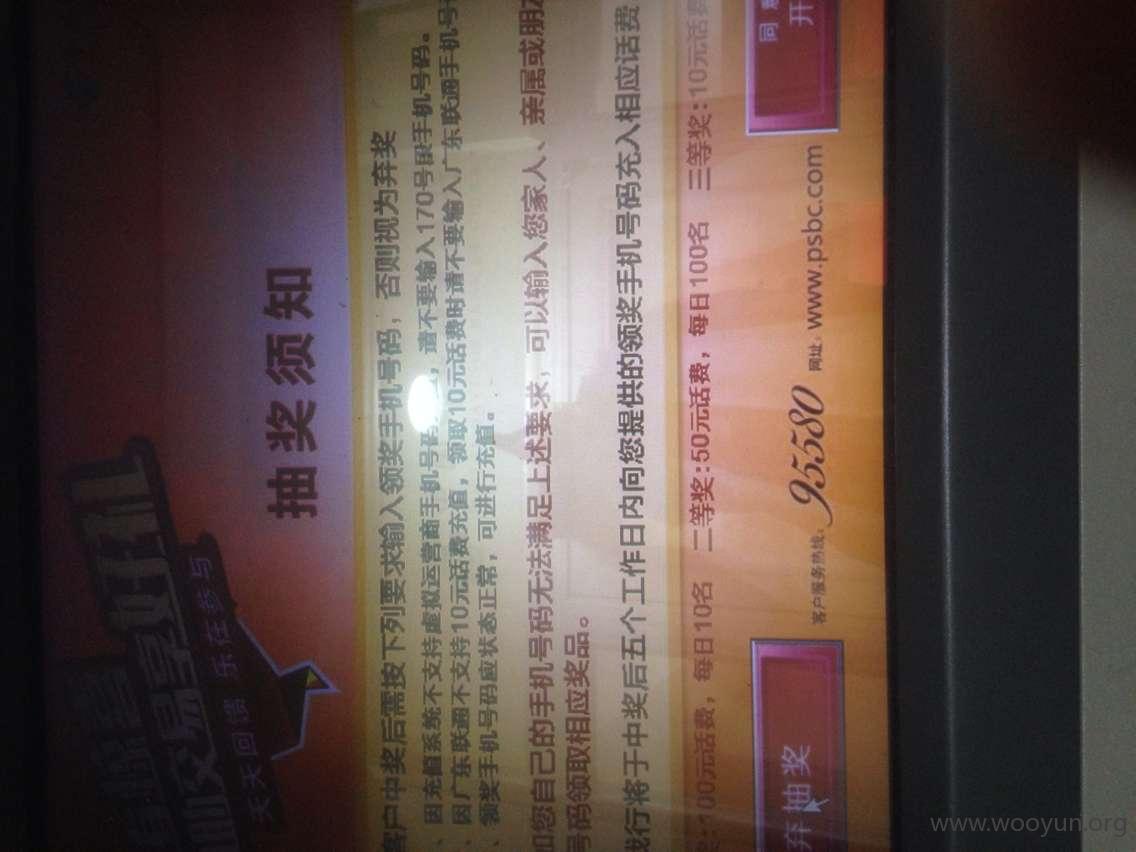 天天回馈 乐在参与
抽奖须知
客户中奖后需按下列要求输入领奖手机号码，否则视为弃奖
、因充值系统不支持虚拟运营商手机号码充值，请不要输入170号段手机号码。
、因广东联通不支持10元话费充值，领取10元话费时请不要输入广东联通手机号
、领奖手机号码应状态正常，可进行充值。
如您自己的手机号码无法满足上述要求，可以输入您家人、亲属或朋
号码领取相应奖品。
我行将于中奖后五个工作日内向您提供的领奖手机号码充入相应话费
奖:100元话费，每日10名 二等奖:50元话费，每日100名 三等奖:10元话费
客户服务热线: 95580 网址: www.psbc.com
弃抽奖
同意
开
www.wooyun.org